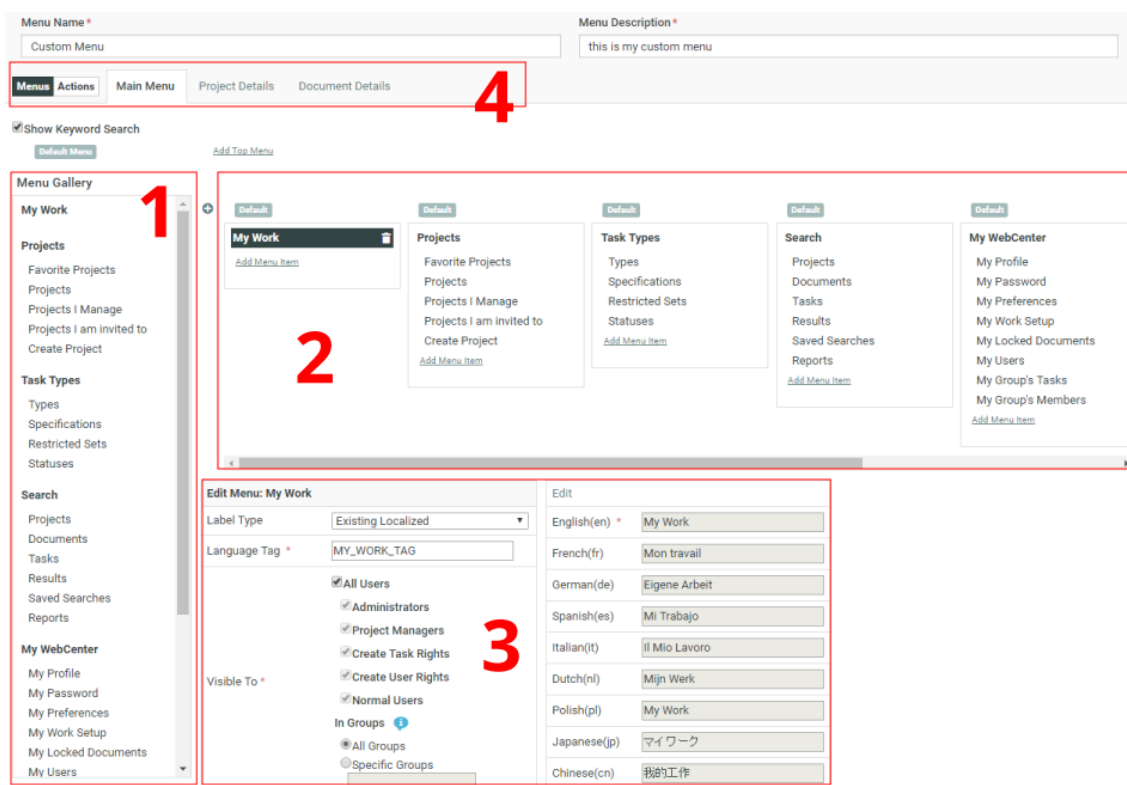 Menu Name*
Menu Description*
Custom Menu
this is my custom menu
Menus Actions Main Menu Project Details Document Details
4
Show Keyword Search
Default Menu
Add Top Menu
Menu Gallery
1
My Work
Projects
Favorite Projects
Projects
Projects I Manage
Projects I am invited to
Create Project
Task Types
Types
Specifications
Restricted Sets
Statuses
Search
Projects
Documents
Tasks
Results
Saved Searches
Reports
My WebCenter
My Profile
My Password
My Preferences
My Work Setup
My Locked Documents
My Users
2
Default
My Work
Add Menu Item
Default
Projects
Favorite Projects
Projects
Projects I Manage
Projects I am invited to
Create Project
Add Menu Item
Default
Task Types
Types
Specifications
Restricted Sets
Statuses
Add Menu Item
Default
Search
Projects
Documents
Tasks
Results
Saved Searches
Reports
Add Menu Item
Default
My WebCenter
My Profile
My Password
My Preferences
My Work Setup
My Locked Documents
My Users
My Group's Tasks
My Group's Members
Add Menu Item
Edit Menu: My Work
Label Type Existing Localized
Language Tag * MY_WORK_TAG
Visible To *
All Users
Administrators
Project Managers
Create Task Rights
Create User Rights
Normal Users
In Groups i
All Groups
Specific Groups
3
Edit
English(en) * My Work
French(fr) Mon travail
German(de) Eigene Arbeit
Spanish(es) Mi Trabajo
Italian(it) Il Mio Lavoro
Dutch(nl) Mijn Werk
Polish(pl) My Work
Japanese(jp) マイワーク
Chinese(cn) 我的工作